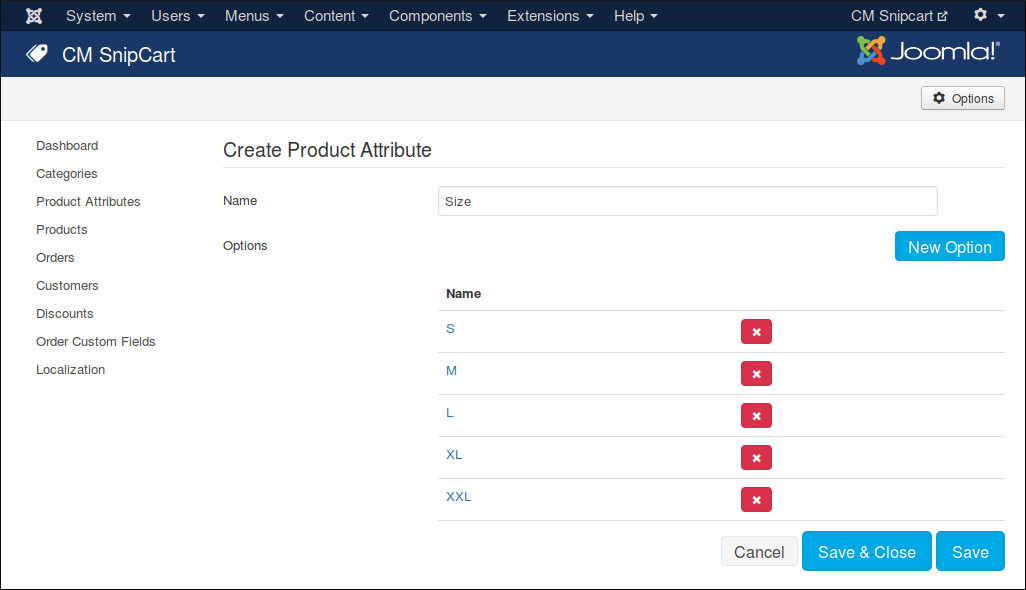 System Users Menus Content Components Extensions Help CM Snipcart
CM SnipCart Joomla!®
Options
Dashboard
Categories
Product Attributes
Products
Orders
Customers
Discounts
Order Custom Fields
Localization
Create Product Attribute
Name Size
Options New Option
Name
S
M
L
XL
XXL
Cancel Save & Close Save